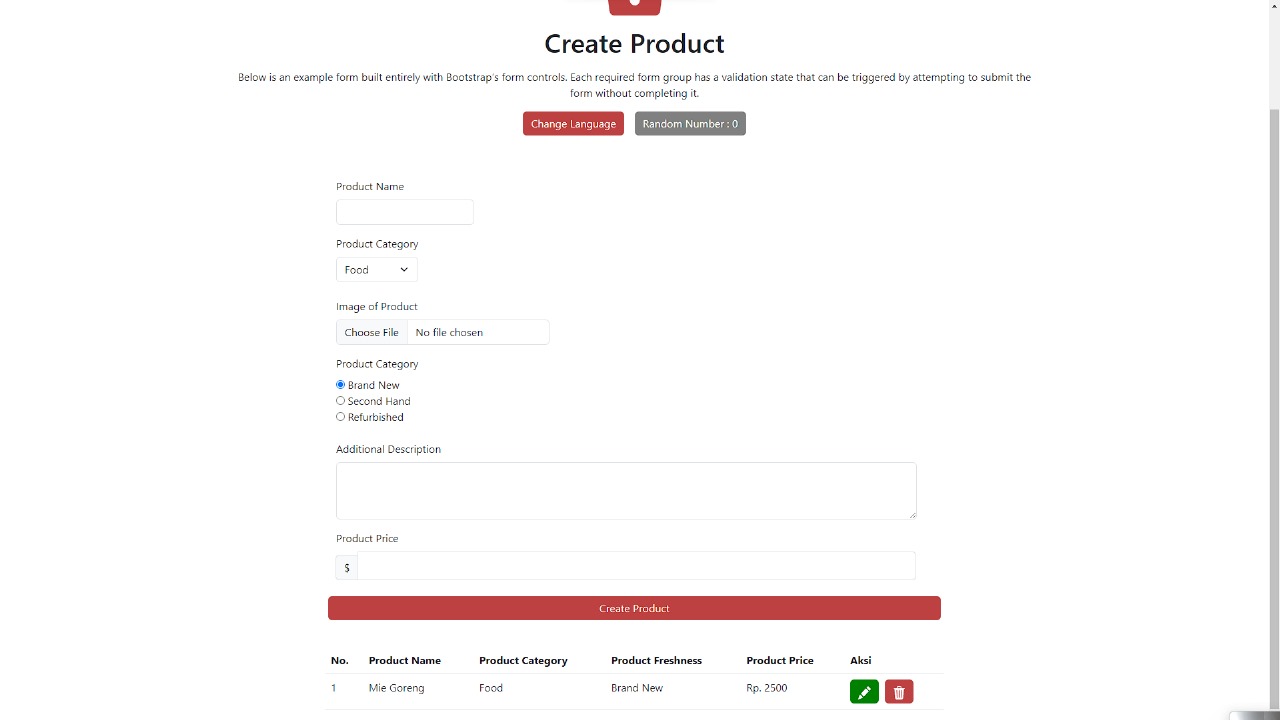 Create Product
Below is an example form built entirely with Bootstrap's form controls. Each required form group has a validation state that can be triggered by attempting to submit the
form without completing it.
Change Language Random Number : 0
Product Name
Product Category
Food
Image of Product
Choose File No file chosen
Product Category
Brand New
Second Hand
Refurbished
Additional Description
Product Price
$
Create Product
No. Product Name Product Category Product Freshness Product Price Aksi
1 Mie Goreng Food Brand New Rp. 2500